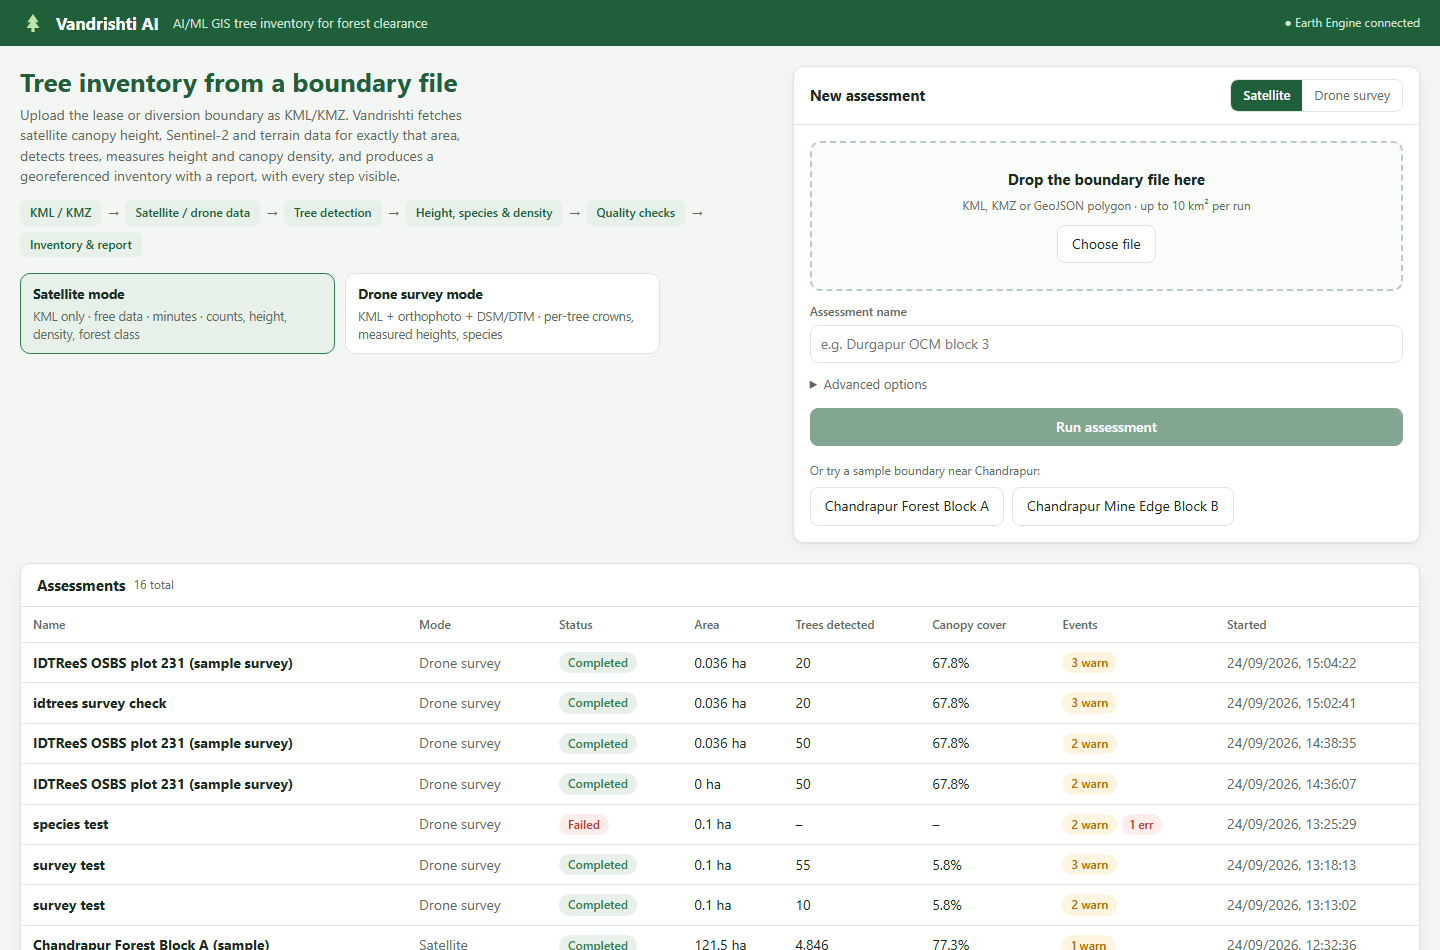 Vandrishti AI AI/ML GIS tree inventory for forest clearance
● Earth Engine connected
Tree inventory from a boundary file
Upload the lease or diversion boundary as KML/KMZ. Vandrishti fetches
satellite canopy height, Sentinel-2 and terrain data for exactly that area,
detects trees, measures height and canopy density, and produces a
georeferenced inventory with a report, with every step visible.
KML / KMZ → Satellite / drone data → Tree detection → Height, species & density → Quality checks →
Inventory & report
Satellite mode
KML only · free data · minutes · counts, height,
density, forest class
Drone survey mode
KML + orthophoto + DSM/DTM · per-tree crowns,
measured heights, species
New assessment
Satellite Drone survey
Drop the boundary file here
KML, KMZ or GeoJSON polygon · up to 10 km² per run
Choose file
Assessment name
e.g. Durgapur OCM block 3
▶ Advanced options
Run assessment
Or try a sample boundary near Chandrapur:
Chandrapur Forest Block A Chandrapur Mine Edge Block B
Assessments 16 total
Name Mode Status Area Trees detected Canopy cover Events Started
IDTReeS OSBS plot 231 (sample survey) Drone survey Completed 0.036 ha 20 67.8% 3 warn 24/09/2026, 15:04:22
idtrees survey check Drone survey Completed 0.036 ha 20 67.8% 3 warn 24/09/2026, 15:02:41
IDTReeS OSBS plot 231 (sample survey) Drone survey Completed 0.036 ha 50 67.8% 2 warn 24/09/2026, 14:38:35
IDTReeS OSBS plot 231 (sample survey) Drone survey Completed 0 ha 50 67.8% 2 warn 24/09/2026, 14:36:07
species test Drone survey Failed 0.1 ha – – 2 warn 1 err 24/09/2026, 13:25:29
survey test Drone survey Completed 0.1 ha 55 5.8% 3 warn 24/09/2026, 13:18:13
survey test Drone survey Completed 0.1 ha 10 5.8% 2 warn 24/09/2026, 13:13:02
Chandrapur Forest Block A (sample) Satellite Completed 121.5 ha 4,846 77.3% 1 warn 24/09/2026, 12:32:36